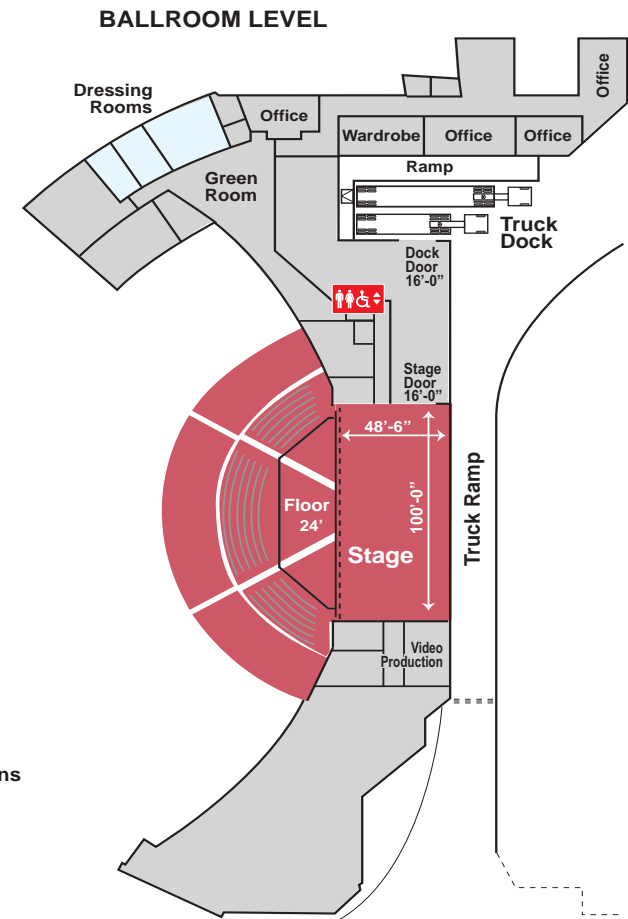 BALLROOM LEVEL
Dressing
Rooms
Office
Office
Wardrobe
Office
Office
Ramp
Green
Room
Truck
Dock
Dock
Door
16'-0”
Stage
Door
16'-0”
48’-6”
100’-0”
Floor
24’
Stage
Truck Ramp
Video
Production
ns